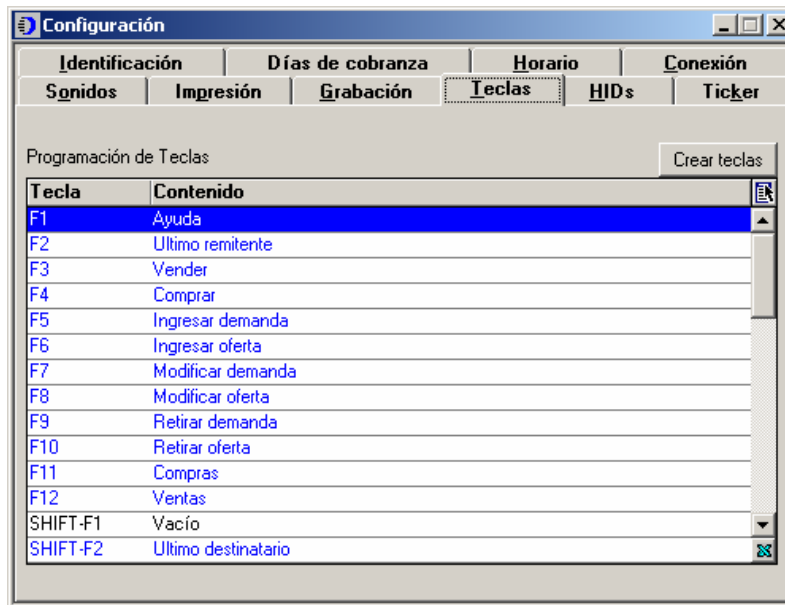 Configuración
Identificación Días de cobranza Horario Conexión
Sonidos Impresión Grabación Teclas HIDs Ticker
Programación de Teclas Crear teclas
Tecla Contenido
F1 Ayuda
F2 Ultimo remitente
F3 Vender
F4 Comprar
F5 Ingresar demanda
F6 Ingresar oferta
F7 Modificar demanda
F8 Modificar oferta
F9 Retirar demanda
F10 Retirar oferta
F11 Compras
F12 Ventas
SHIFT-F1 Vacío
SHIFT-F2 Ultimo destinatario